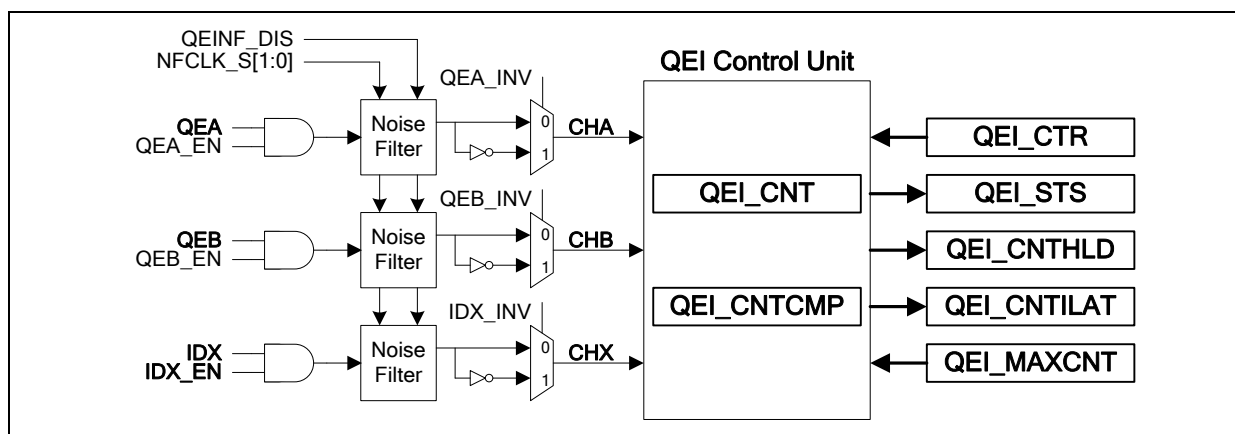 QEINF_DIS
NFCLK_S[1:0]
QEI Control Unit
QEA_INV
QEA
QEA_EN
Noise
Filter
0
1
CHA
QEI_CTR
QEI_CNT
QEI_STS
QEB_INV
QEB
QEB_EN
Noise
Filter
0
1
CHB
QEI_CNTHLD
QEI_CNTCMP
QEI_CNTILAT
IDX_INV
IDX
IDX_EN
Noise
Filter
0
1
CHX
QEI_MAXCNT